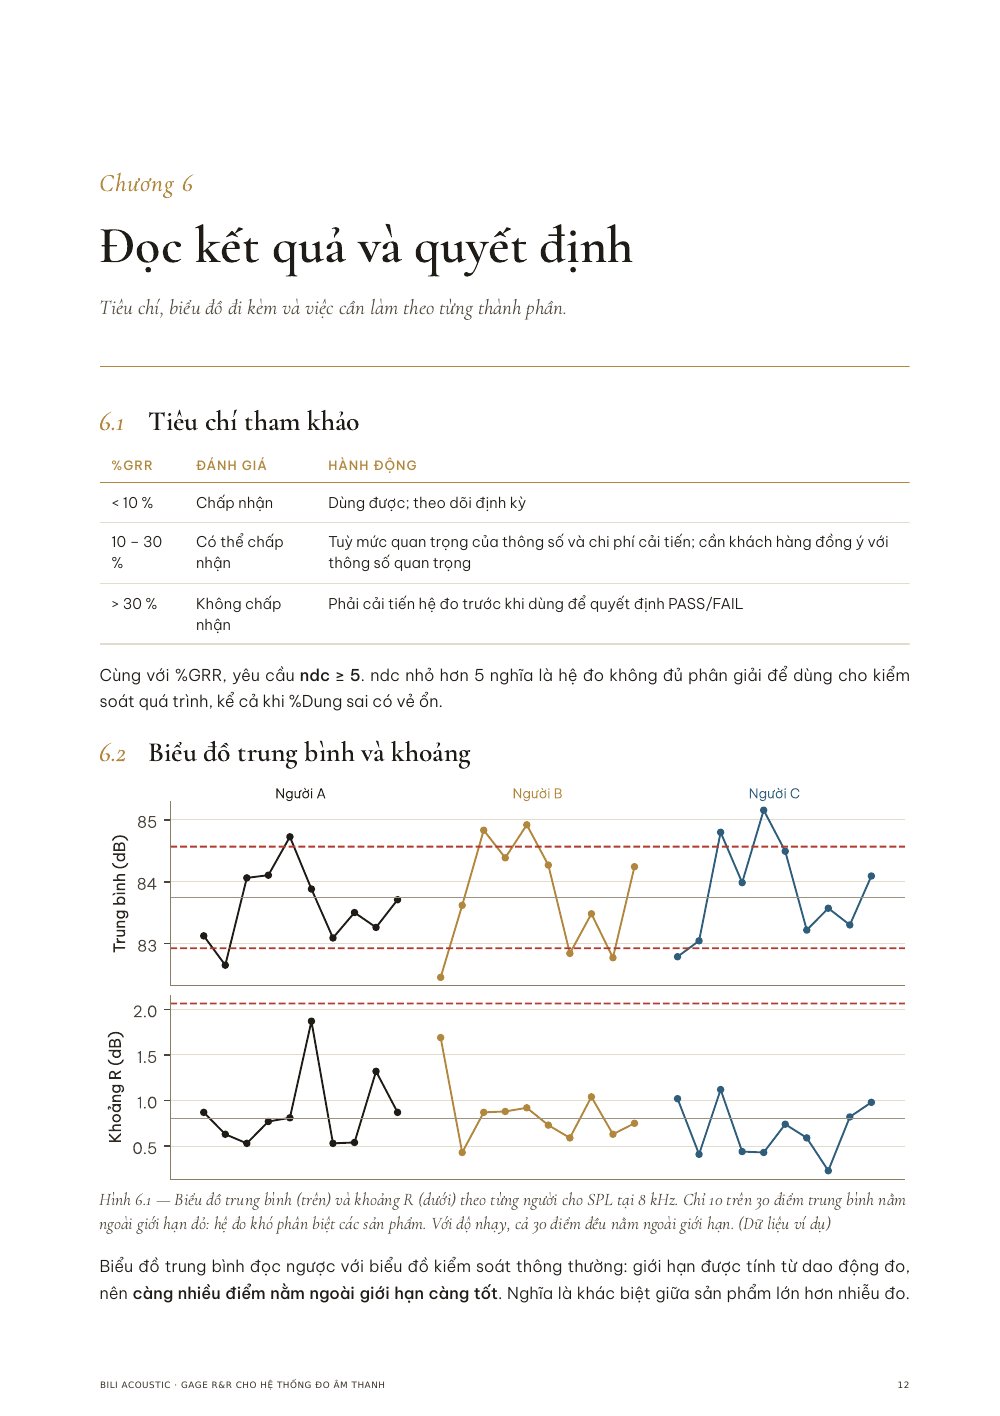 Chương 6
Đọc kết quả và quyết định
Tiêu chí, biểu đồ đi kèm và việc cần làm theo từng thành phần.
6.1 Tiêu chí tham khảo
%GRR ĐÁNH GIÁ HÀNH ĐỘNG
< 10 % Chấp nhận Dùng được; theo dõi định kỳ
10 – 30 Có thể chấp Tuỳ mức quan trọng của thông số và chi phí cải tiến; cần khách hàng đồng ý với
% nhận thông số quan trọng
> 30 % Không chấp Phải cải tiến hệ đo trước khi dùng để quyết định PASS/FAIL
nhận
Cùng với %GRR, yêu cầu ndc ≥ 5. ndc nhỏ hơn 5 nghĩa là hệ đo không đủ phân giải để dùng cho kiểm
soát quá trình, kể cả khi %Dung sai có vẻ ổn.
6.2 Biểu đồ trung bình và khoảng
Người A Người B Người C
Trung bình (dB)
85
84
83
Khoảng R (dB)
2.0
1.5
1.0
0.5
Hình 6.1 — Biểu đồ trung bình (trên) và khoảng R (dưới) theo từng người cho SPL tại 8 kHz. Chỉ 10 trên 30 điểm trung bình nằm
ngoài giới hạn đỏ: hệ đo khó phân biệt các sản phẩm. Với độ nhạy, cả 30 điểm đều nằm ngoài giới hạn. (Dữ liệu ví dụ)
Biểu đồ trung bình đọc ngược với biểu đồ kiểm soát thông thường: giới hạn được tính từ dao động đo,
nên càng nhiều điểm nằm ngoài giới hạn càng tốt. Nghĩa là khác biệt giữa sản phẩm lớn hơn nhiễu đo.
BILI ACOUSTIC · GAGE R&R CHO HỆ THỐNG ĐO ÂM THANH 12